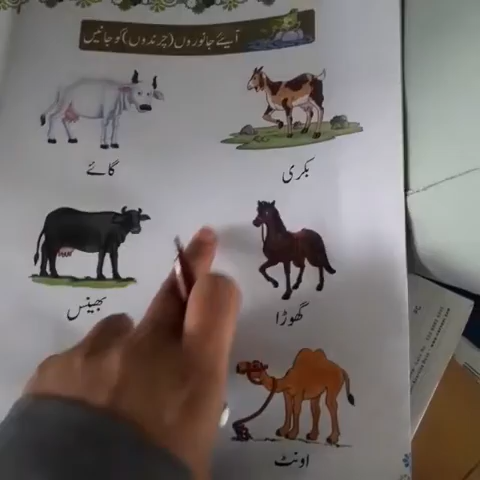 آیئے جانوروں (چرندوں) کو جانیں
بکری
گائے
گھوڑا
بھینس
اونٹ